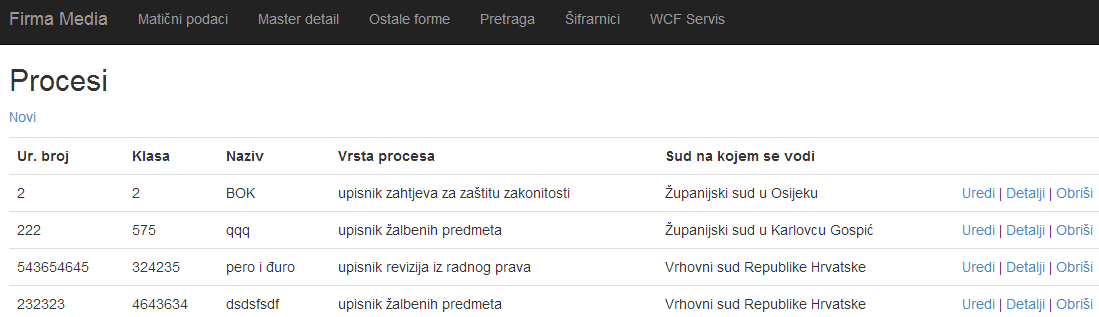 Firma Media Matični podaci Master detail Ostale forme Pretraga Šifrarnici WCF Servis
Procesi
Novi
Ur. broj Klasa Naziv Vrsta procesa Sud na kojem se vodi
2 2 BOK upisnik zahtjeva za zaštitu zakonitosti Županijski sud u Osijeku Uredi | Detalji | Obriši
222 575 qqq upisnik žalbenih predmeta Županijski sud u Karlovcu Gospić Uredi | Detalji | Obriši
543654645 324235 pero i đuro upisnik revizija iz radnog prava Vrhovni sud Republike Hrvatske Uredi | Detalji | Obriši
232323 4643634 dsdsfsdf upisnik žalbenih predmeta Vrhovni sud Republike Hrvatske Uredi | Detalji | Obriši